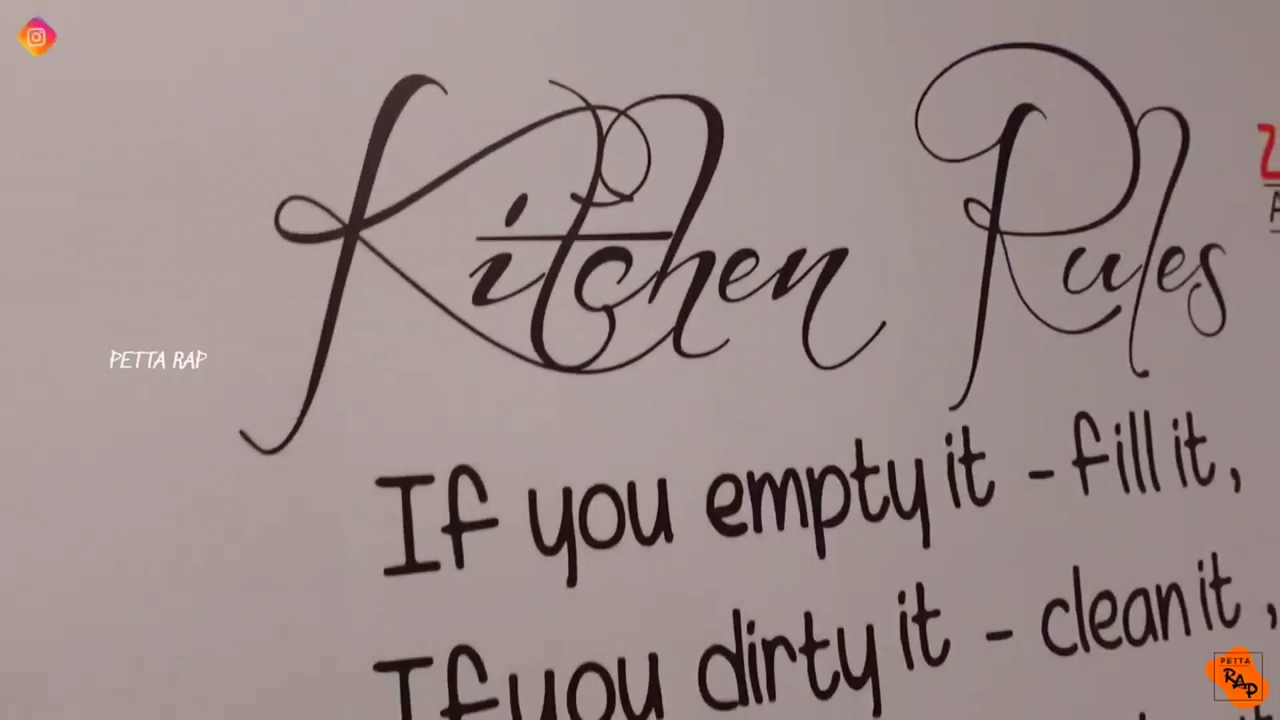 Kitchen Rules
PETTA RAP
If you empty it - fill it,
If you dirty it - clean it,
PETTA
RAP